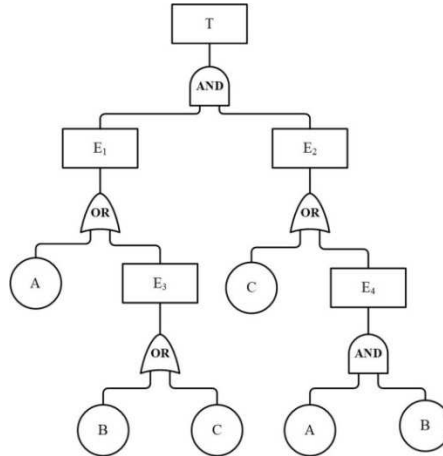 T
AND
E₁ E₂
OR OR
A E₃ C E₄
OR AND
B C A B